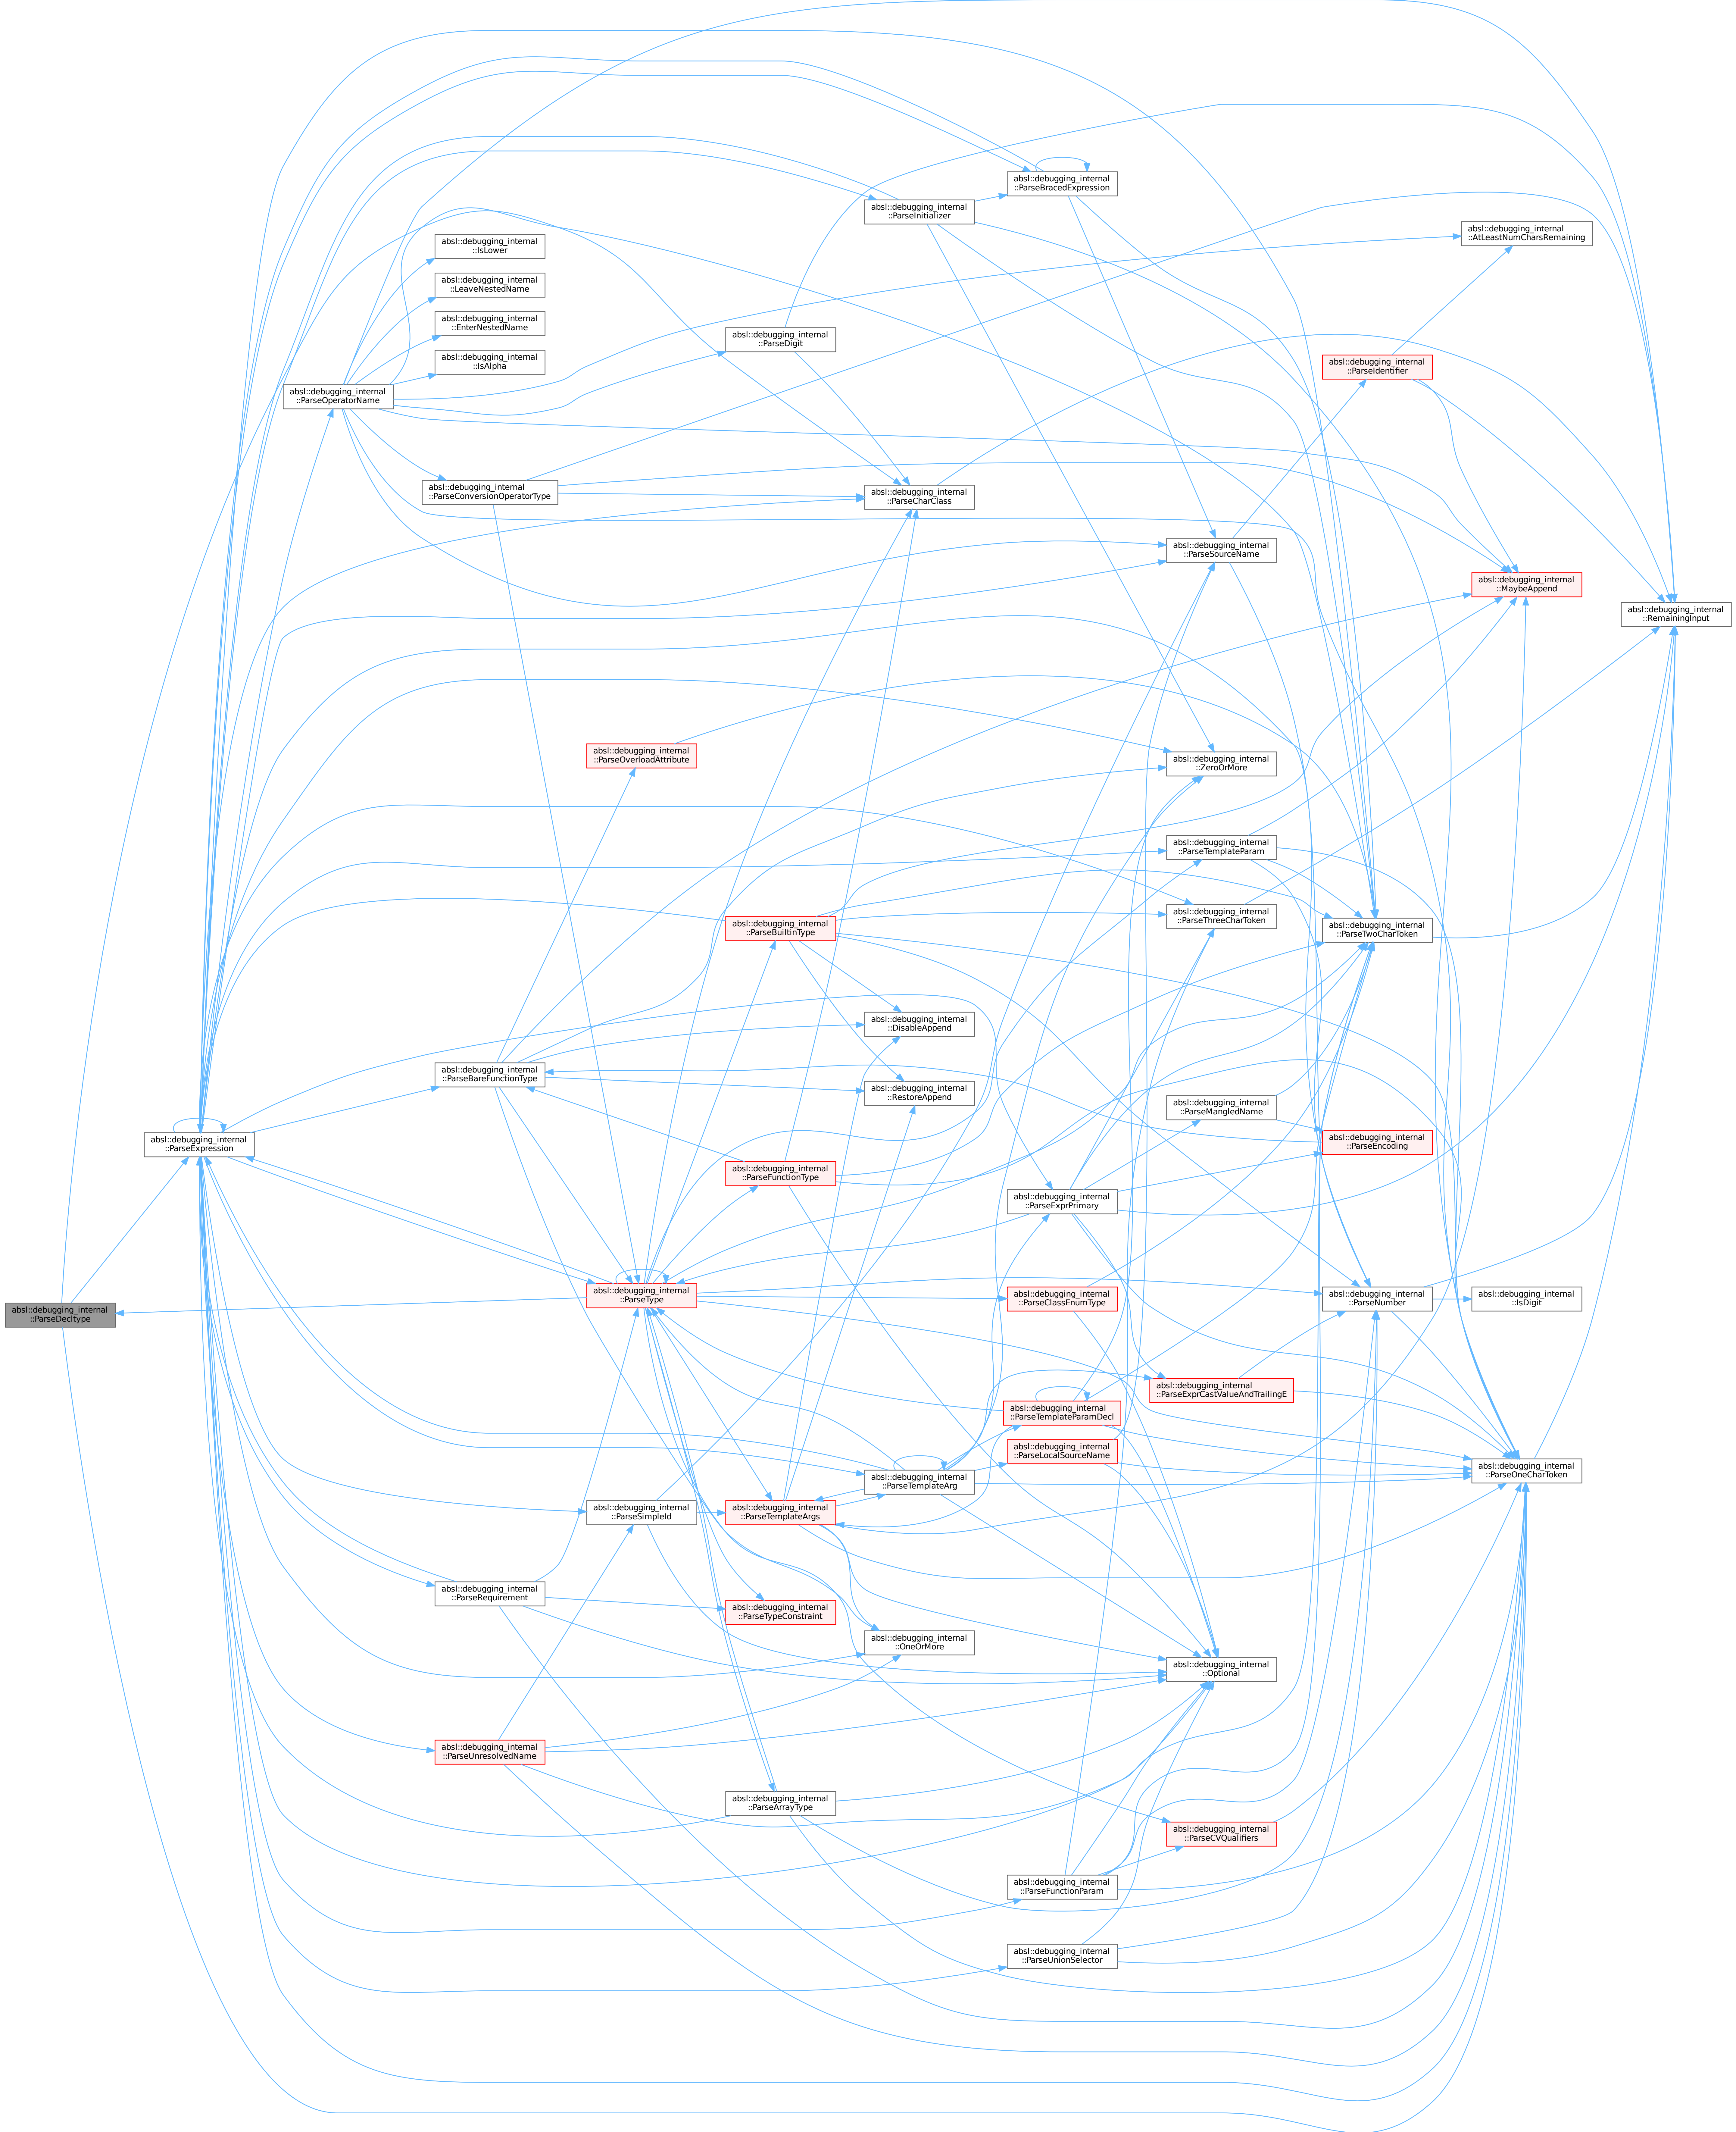 absl::debugging_internal
::ParseDecltype
absl::debugging_internal
::ParseExpression
absl::debugging_internal
::ParseOperatorName
absl::debugging_internal
::IsLower
absl::debugging_internal
::LeaveNestedName
absl::debugging_internal
::EnterNestedName
absl::debugging_internal
::IsAlpha
absl::debugging_internal
::ParseConversionOperatorType
absl::debugging_internal
::ParseBareFunctionType
absl::debugging_internal
::ParseRequirement
absl::debugging_internal
::ParseUnresolvedName
absl::debugging_internal
::ParseOverloadAttribute
absl::debugging_internal
::ParseType
absl::debugging_internal
::ParseSimpleId
absl::debugging_internal
::ParseDigit
absl::debugging_internal
::ParseBuiltinType
absl::debugging_internal
::ParseFunctionType
absl::debugging_internal
::ParseTemplateArgs
absl::debugging_internal
::ParseTypeConstraint
absl::debugging_internal
::ParseArrayType
absl::debugging_internal
::ParseInitializer
absl::debugging_internal
::ParseCharClass
absl::debugging_internal
::DisableAppend
absl::debugging_internal
::RestoreAppend
absl::debugging_internal
::ParseTemplateArg
absl::debugging_internal
::OneOrMore
absl::debugging_internal
::ParseBracedExpression
absl::debugging_internal
::ParseExprPrimary
absl::debugging_internal
::ParseClassEnumType
absl::debugging_internal
::ParseTemplateParamDecl
absl::debugging_internal
::ParseLocalSourceName
absl::debugging_internal
::ParseFunctionParam
absl::debugging_internal
::ParseUnionSelector
absl::debugging_internal
::ParseSourceName
absl::debugging_internal
::ZeroOrMore
absl::debugging_internal
::ParseTemplateParam
absl::debugging_internal
::ParseThreeCharToken
absl::debugging_internal
::ParseMangledName
absl::debugging_internal
::ParseExprCastValueAndTrailingE
absl::debugging_internal
::Optional
absl::debugging_internal
::ParseCVQualifiers
absl::debugging_internal
::ParseIdentifier
absl::debugging_internal
::ParseTwoCharToken
absl::debugging_internal
::ParseEncoding
absl::debugging_internal
::ParseNumber
absl::debugging_internal
::AtLeastNumCharsRemaining
absl::debugging_internal
::MaybeAppend
absl::debugging_internal
::IsDigit
absl::debugging_internal
::ParseOneCharToken
absl::debugging_internal
::RemainingInput